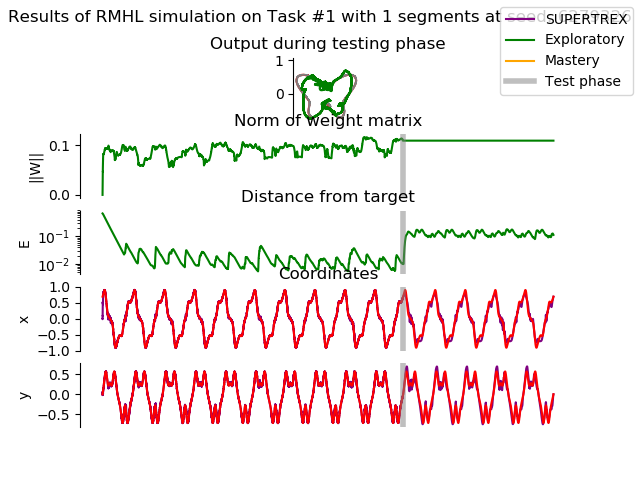 Results of RMHL simulation on Task #1 with 1 segments at
SUPERTREX
Exploratory
Mastery
Test phase
Output during testing phase
1
0
Norm of weight matrix
||W||
0.1
0.0
Distance from target
E
10⁻¹
10⁻²
Coordinates
x
1.0
0.5
0.0
−0.5
−1.0
y
0.5
0.0
−0.5